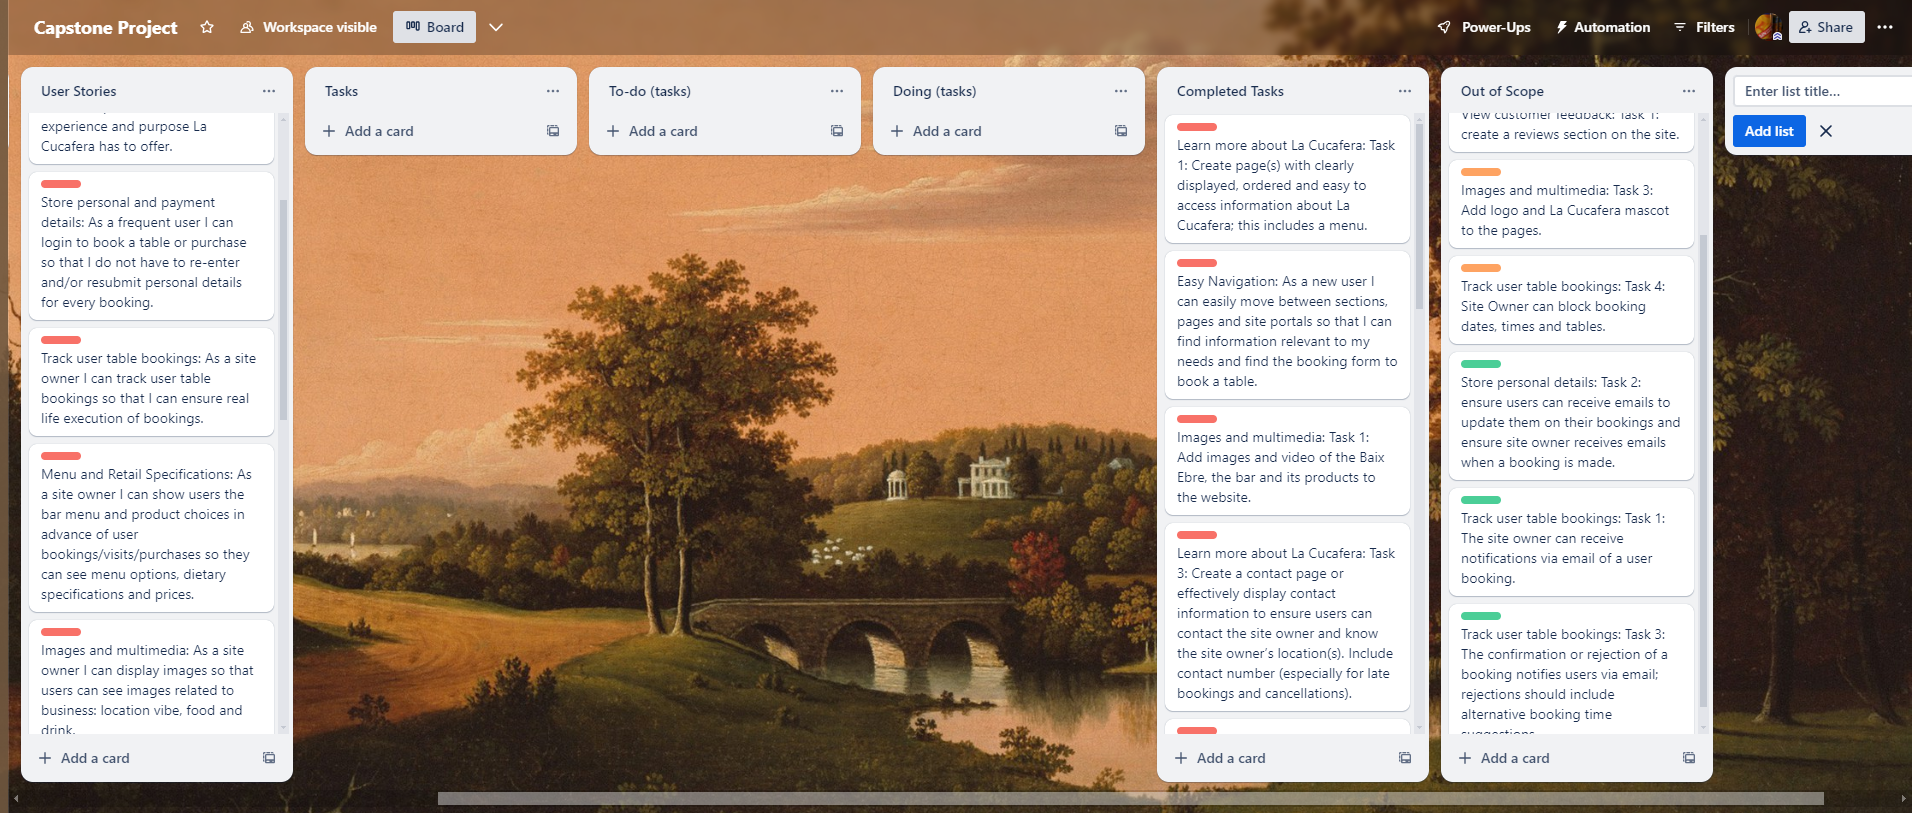 Capstone Project
Workspace visible
Board
Power-Ups
Automation
Filters
Share
User Stories
experience and purpose La
Cucafera has to offer.
Store personal and payment
details: As a frequent user I can
login to book a table or purchase
so that I do not have to re-enter
and/or resubmit personal details
for every booking.
Track user table bookings: As a site
owner I can track user table
bookings so that I can ensure real
life execution of bookings.
Menu and Retail Specifications: As
a site owner I can show users the
bar menu and product choices in
advance of user
bookings/visits/purchases so they
can see menu options, dietary
specifications and prices.
Images and multimedia: As a site
owner I can display images so that
users can see images related to
business: location vibe, food and
drink.
Add a card
Tasks
Add a card
To-do (tasks)
Add a card
Doing (tasks)
Add a card
Completed Tasks
Learn more about La Cucafera: Task
1: Create page(s) with clearly
displayed, ordered and easy to
access information about La
Cucafera; this includes a menu.
Easy Navigation: As a new user I
can easily move between sections,
pages and site portals so that I can
find information relevant to my
needs and find the booking form to
book a table.
Images and multimedia: Task 1:
Add images and video of the Baix
Ebre, the bar and its products to
the website.
Learn more about La Cucafera: Task
3: Create a contact page or
effectively display contact
information to ensure users can
contact the site owner and know
the site owner's location(s). Include
contact number (especially for late
bookings and cancellations).
Add a card
Out of Scope
View customer feedback: Task 1:
create a reviews section on the site.
Images and multimedia: Task 3:
Add logo and La Cucafera mascot
to the pages.
Track user table bookings: Task 4:
Site Owner can block booking
dates, times and tables.
Store personal details: Task 2:
ensure users can receive emails to
update them on their bookings and
ensure site owner receives emails
when a booking is made.
Track user table bookings: Task 1:
The site owner can receive
notifications via email of a user
booking.
Track user table bookings: Task 3:
The confirmation or rejection of a
booking notifies users via email;
rejections should include
alternative booking time
suggestions
Add a card
Enter list title...
Add list